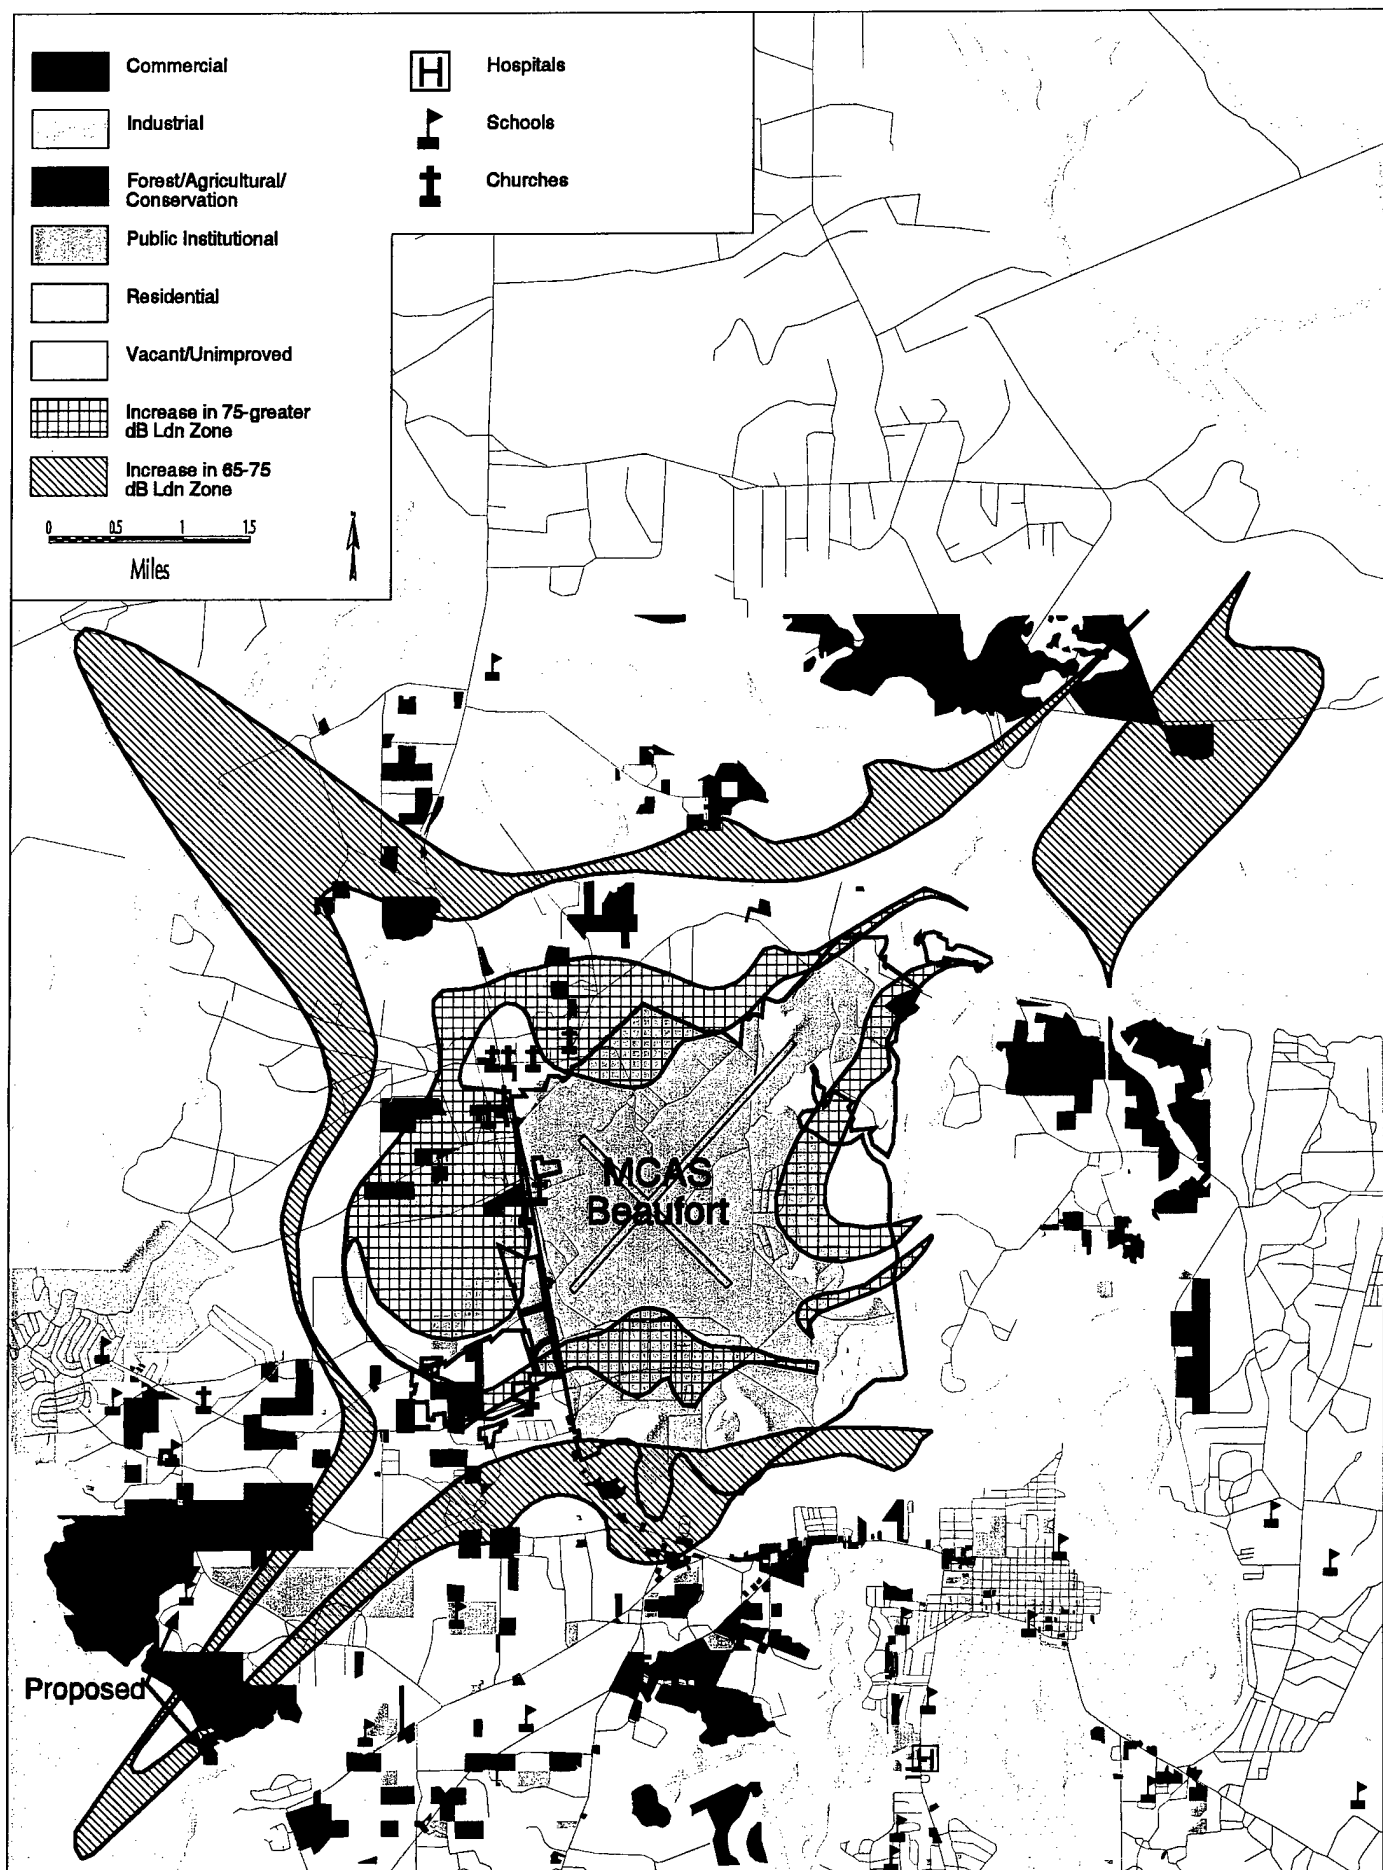 Commercial
Industrial
Forest/Agricultural/
Conservation
Public Institutional
Residential
Vacant/Unimproved
Increase in 75-greater
dB Ldn Zone
Increase in 65-75
dB Ldn Zone
H Hospitals
Schools
Churches
0 0.5 1 1.5
Miles
MCAS
Beaufort
Proposed
H